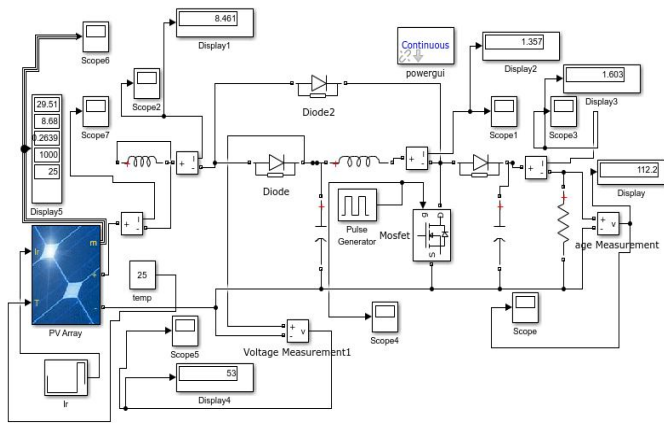 8.461
Display1
Scope6
Scope2
Continuous
powergui
1.357
Display2
1.603
Display3
29.51
8.68
0.2639
1000
25
Display5
Scope7
Diode2
Scope1
Scope3
+ i -
Diode
+ i -
+ i -
112.2
Display
+ i -
Pulse
Generator
g
D
S
Mosfet
+
-
v
age Measurement
Ir
T
m
+
-
PV Array
25
temp
Scope5
+
-
v
Voltage Measurement1
Scope4
Scope
Ir
53
Display4